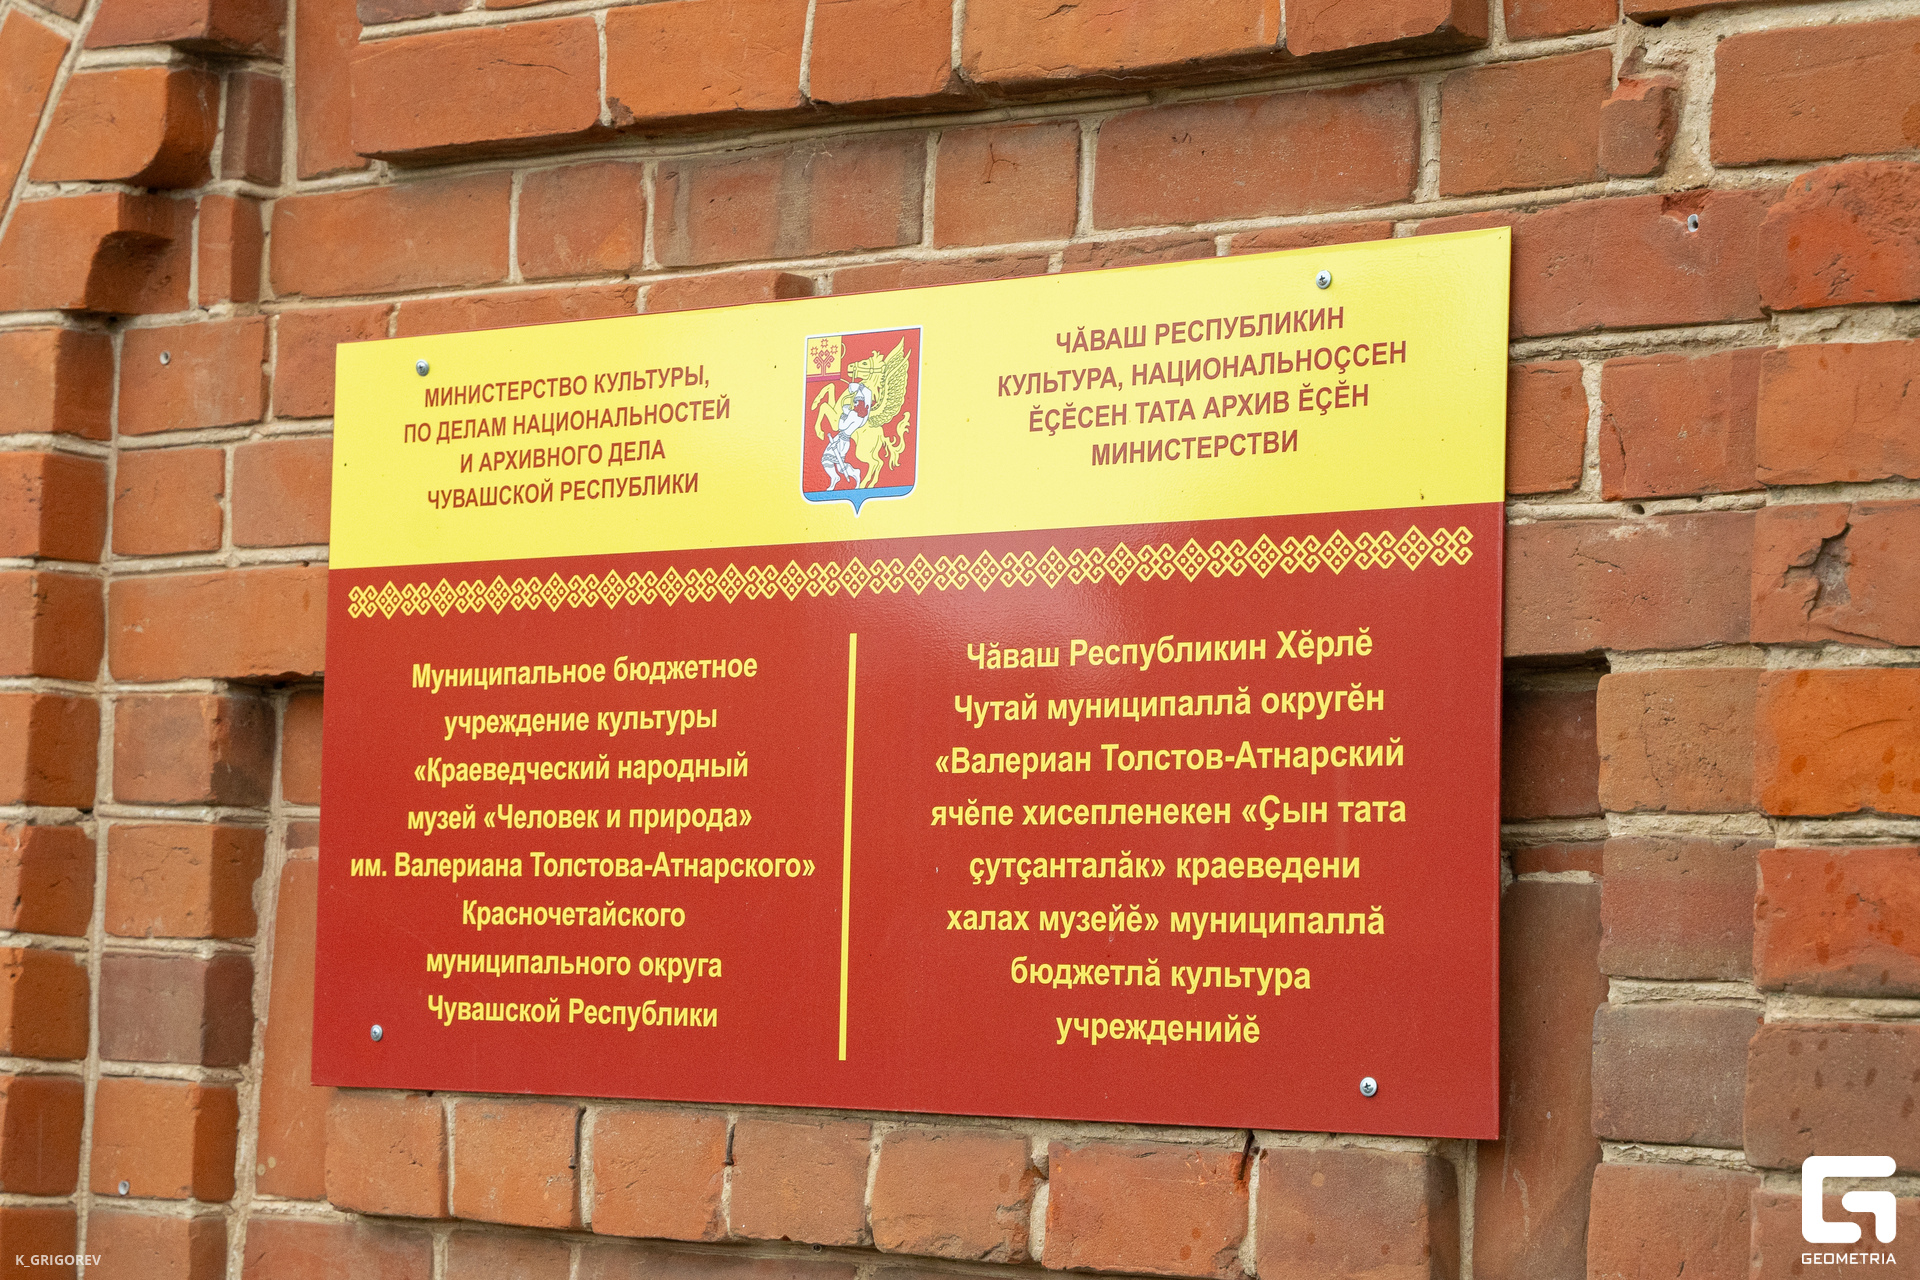 МИНИСТЕРСТВО КУЛЬТУРЫ,
ПО ДЕЛАМ НАЦИОНАЛЬНОСТЕЙ
И АРХИВНОГО ДЕЛА
ЧУВАШСКОЙ РЕСПУБЛИКИ
ЧӐВАШ РЕСПУБЛИКИН
КУЛЬТУРА, НАЦИОНАЛЬНОҪСЕН
ӖҪӖСЕН ТАТА АРХИВ ӖҪӖН
МИНИСТЕРСТВИ
Муниципальное бюджетное
учреждение культуры
«Краеведческий народный
музей «Человек и природа»
им. Валериана Толстова-Атнарского»
Красночетайского
муниципального округа
Чувашской Республики
Чӑваш Республикин Хӗрлӗ
Чутай муниципаллӑ округӗн
«Валериан Толстов-Атнарский
ячӗпе хисепленекен «Ҫын тата
ҫутҫанталӑк» краеведени
халах музейӗ» муниципаллӑ
бюджетлӑ культура
учрежденийӗ
K_GRIGOREV
GEOMETRIA